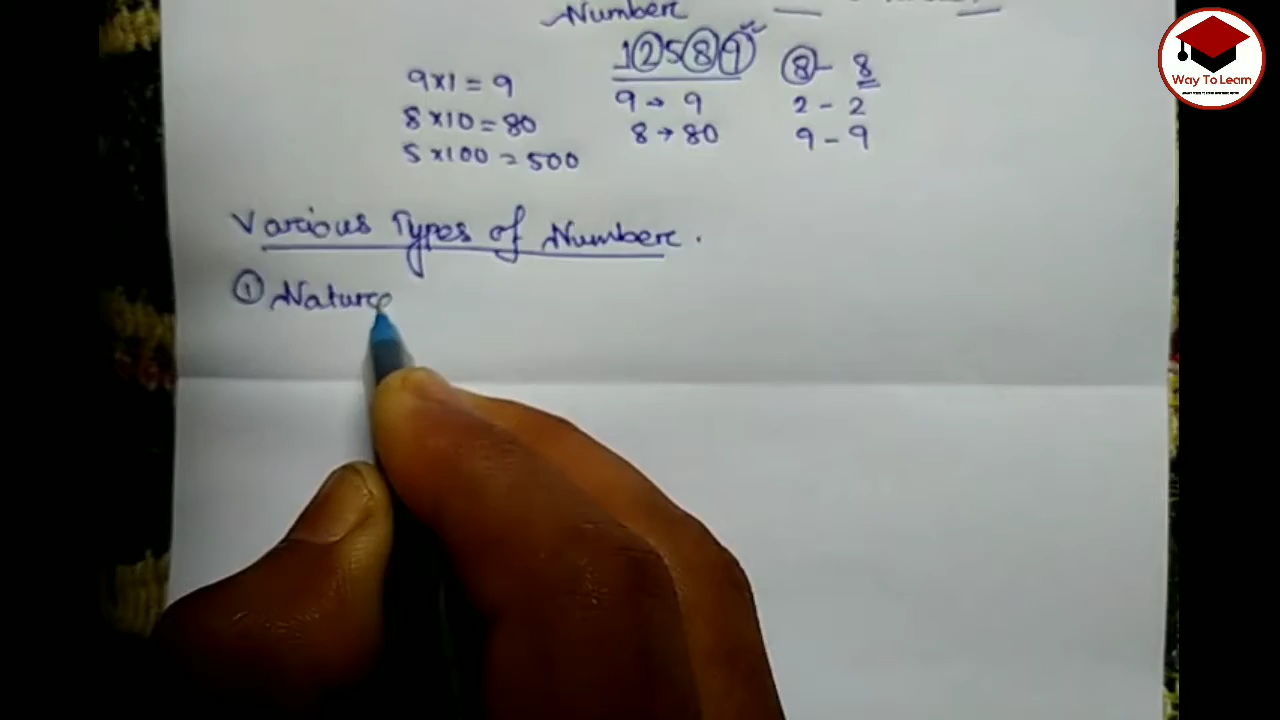 Number
12589
8 - 8
9x1 = 9
9 → 9
2 - 2
8x10 = 80
8 → 80
9 - 9
5x100 = 500
Various Types of Number.
① Natura
Way To Learn